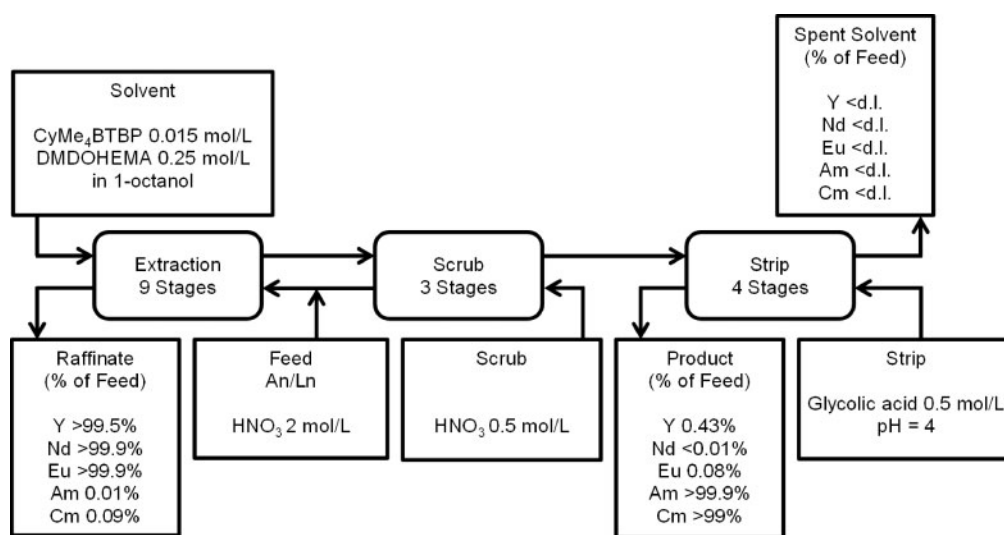 Solvent
CyMe₄BTBP 0.015 mol/L
DMDOHEMA 0.25 mol/L
in 1-octanol
Spent Solvent
(% of Feed)
Y <d.l.
Nd <d.l.
Eu <d.l.
Am <d.l.
Cm <d.l.
Extraction
9 Stages
Scrub
3 Stages
Strip
4 Stages
Raffinate
(% of Feed)
Y >99.5%
Nd >99.9%
Eu >99.9%
Am 0.01%
Cm 0.09%
Feed
An/Ln
HNO₃ 2 mol/L
Scrub
HNO₃ 0.5 mol/L
Product
(% of Feed)
Y 0.43%
Nd <0.01%
Eu 0.08%
Am >99.9%
Cm >99%
Strip
Glycolic acid 0.5 mol/L
pH = 4